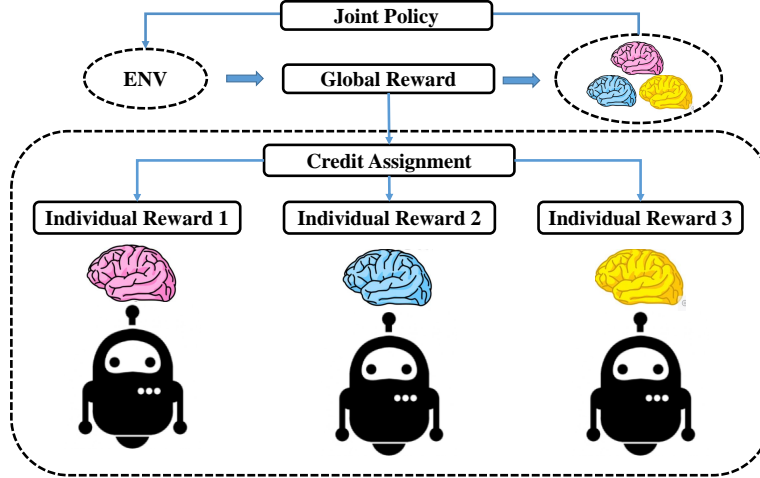 Joint Policy
ENV
Global Reward
Credit Assignment
Individual Reward 1
Individual Reward 2
Individual Reward 3